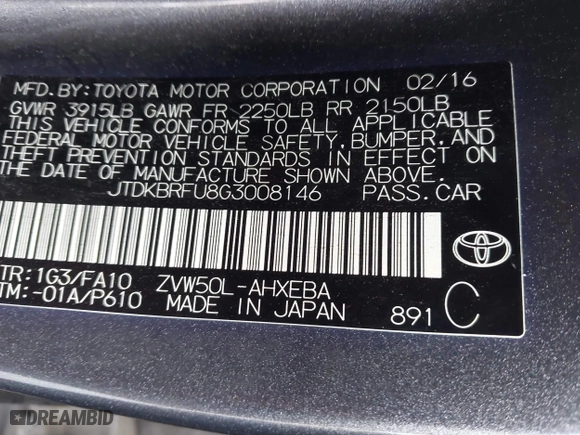 MFD. BY: TOYOTA MOTOR CORPORATION 02/16
GVWR 3915LB GAWR FR 2250LB RR 2150LB
THIS VEHICLE CONFORMS TO ALL APPLICABLE
FEDERAL MOTOR VEHICLE SAFETY, BUMPER, AND
THEFT PREVENTION STANDARDS IN EFFECT ON
THE DATE OF MANUFACTURE SHOWN ABOVE.
JTDKBRFU8G3008146 PASS. CAR
TR: 1G3/FA10 ZVW50L-AHXEBA
TM: -01A/P610 MADE IN JAPAN 891 C
DREAMBID